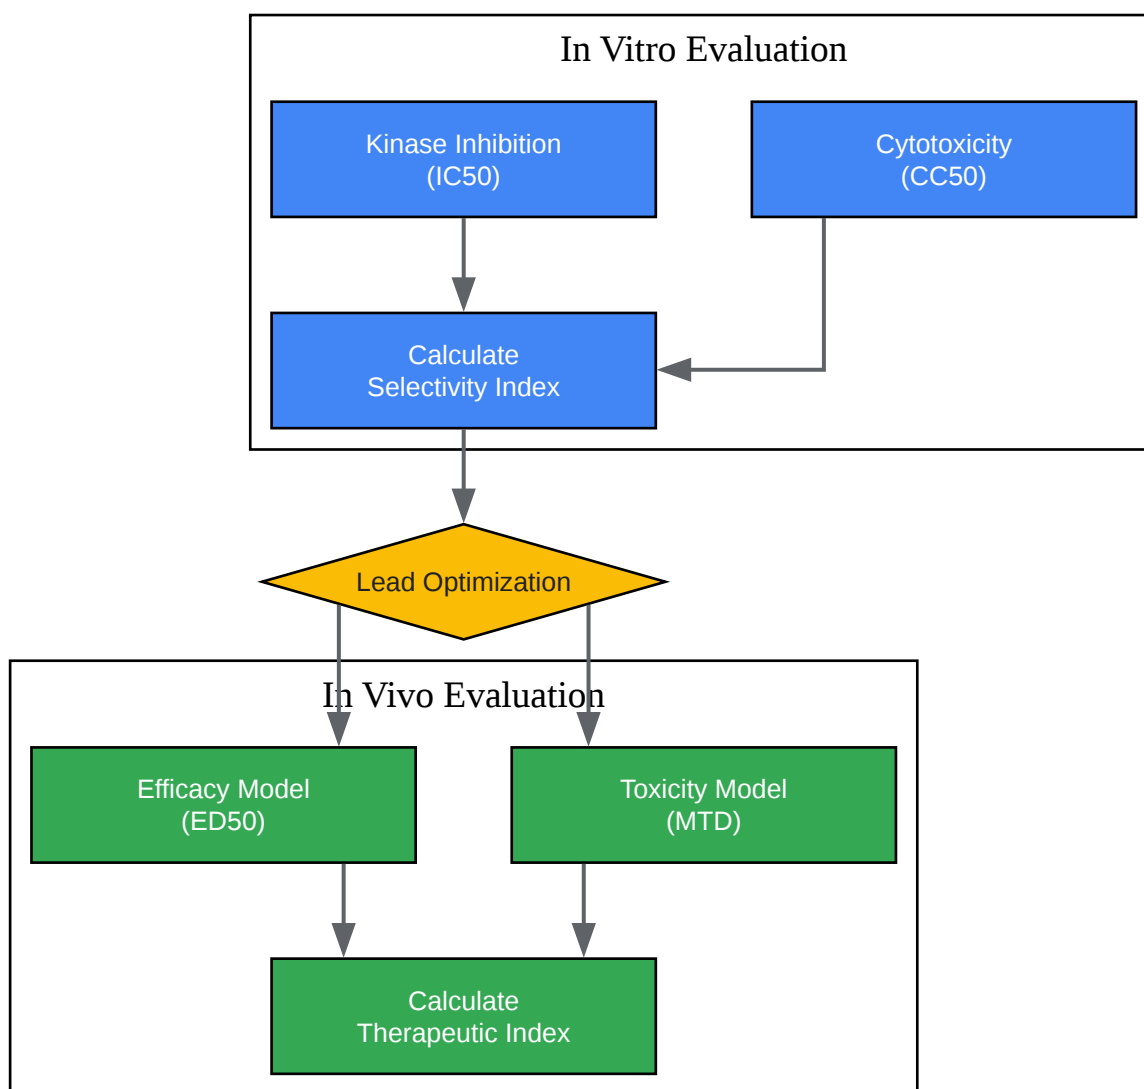 In Vitro Evaluation
Kinase Inhibition
(IC50)
Cytotoxicity
(CC50)
Calculate
Selectivity Index
Lead Optimization
In Vivo Evaluation
Efficacy Model
(ED50)
Toxicity Model
(MTD)
Calculate
Therapeutic Index